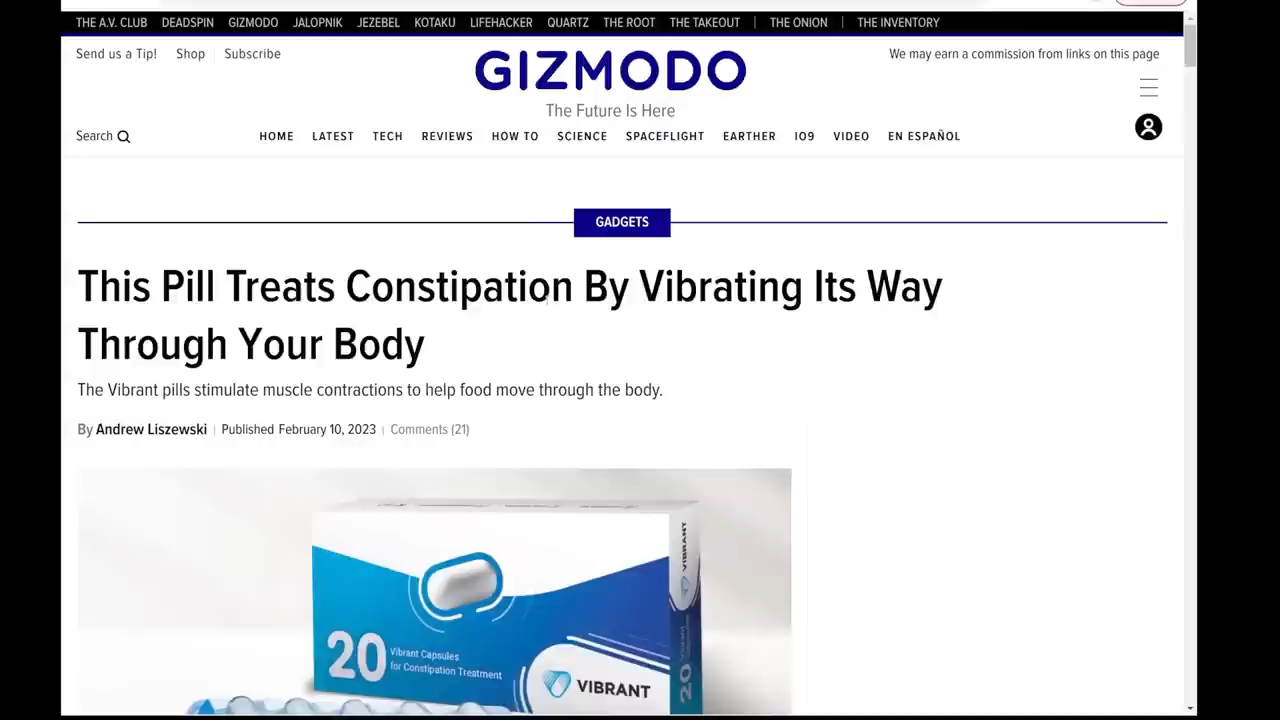 THE A.V. CLUB DEADSPIN GIZMODO JALOPNIK JEZEBEL KOTAKU LIFEHACKER QUARTZ THE ROOT THE TAKEOUT | THE ONION | THE INVENTORY
Send us a Tip! Shop Subscribe
We may earn a commission from links on this page
GIZMODO
The Future Is Here
Search
HOME LATEST TECH REVIEWS HOW TO SCIENCE SPACEFLIGHT EARTHER IO9 VIDEO EN ESPAÑOL
GADGETS
This Pill Treats Constipation By Vibrating Its Way
Through Your Body
The Vibrant pills stimulate muscle contractions to help food move through the body.
By Andrew Liszewski | Published February 10, 2023 | Comments (21)
VIBRANT
20 Vibrant Capsules
for Constipation Treatment
VIBRANT
20 Vibrant Capsules